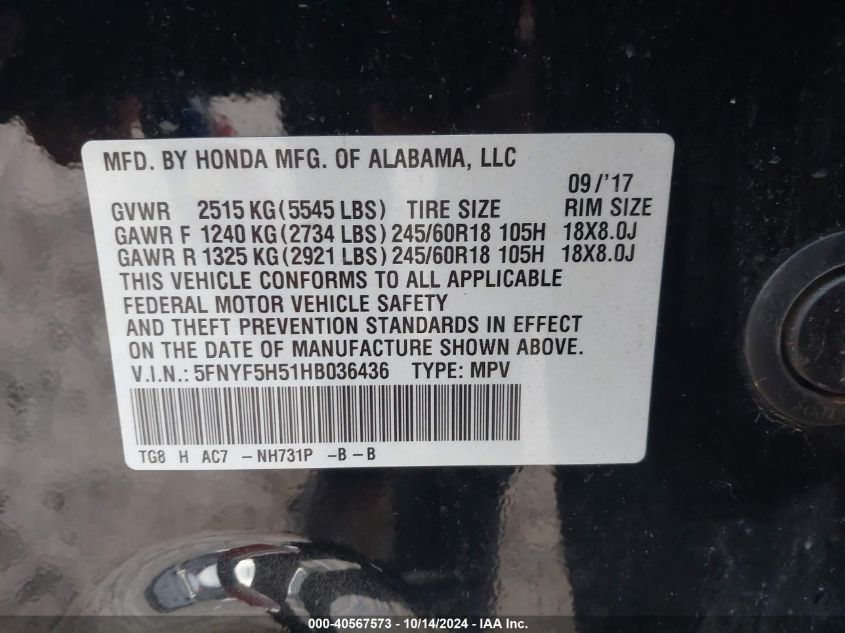 MFD. BY HONDA MFG. OF ALABAMA, LLC
09/'17
GVWR 2515 KG (5545 LBS) TIRE SIZE RIM SIZE
GAWR F 1240 KG (2734 LBS) 245/60R18 105H 18X8.0J
GAWR R 1325 KG (2921 LBS) 245/60R18 105H 18X8.0J
THIS VEHICLE CONFORMS TO ALL APPLICABLE
FEDERAL MOTOR VEHICLE SAFETY
AND THEFT PREVENTION STANDARDS IN EFFECT
ON THE DATE OF MANUFACTURE SHOWN ABOVE.
V.I.N.: 5FNYF5H51HB036436 TYPE: MPV
TG8 H AC7 -NH731P -B-B
000-40567573 - 10/14/2024 - IAA Inc.